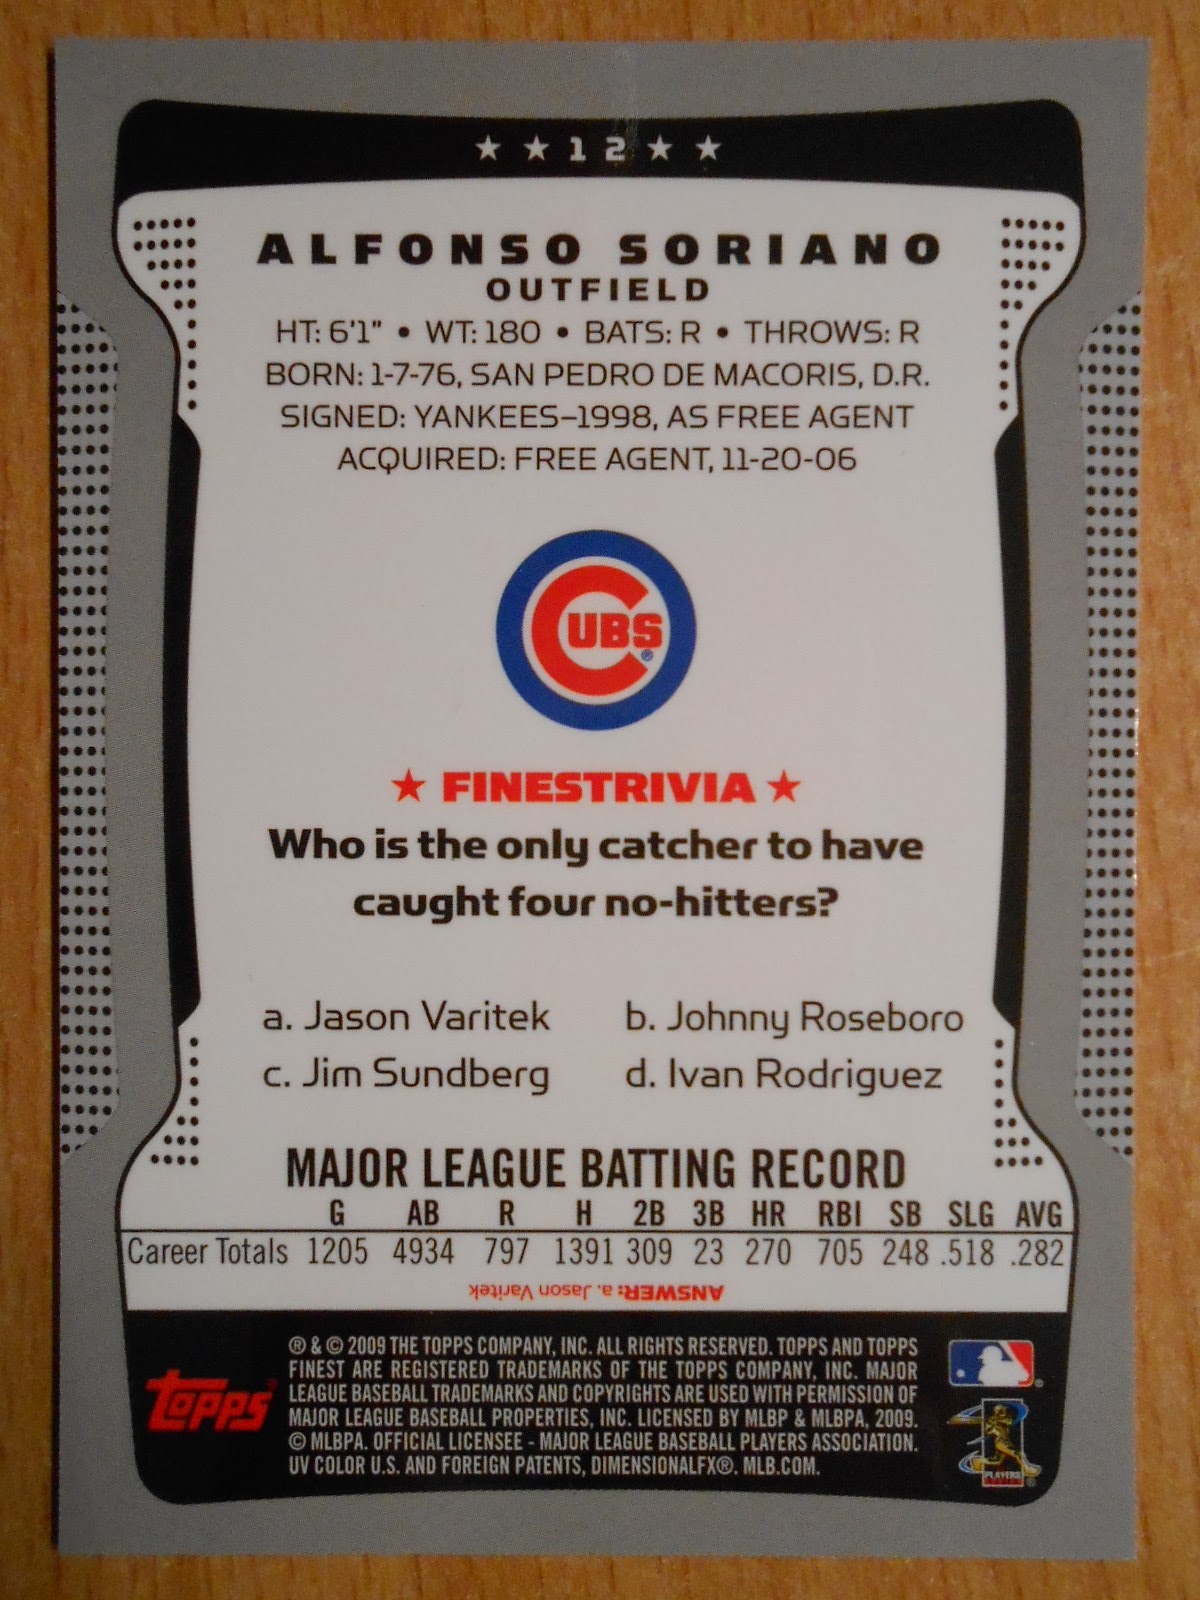 ★ ★ 12 ★ ★
ALFONSO SORIANO
OUTFIELD
HT: 6'1" • WT: 180 • BATS: R • THROWS: R
BORN: 1-7-76, SAN PEDRO DE MACORIS, D.R.
SIGNED: YANKEES–1998, AS FREE AGENT
ACQUIRED: FREE AGENT, 11-20-06
CUBS®
★ FINESTRIVIA ★
Who is the only catcher to have
caught four no-hitters?
a. Jason Varitek b. Johnny Roseboro
c. Jim Sundberg d. Ivan Rodriguez
MAJOR LEAGUE BATTING RECORD
G AB R H 2B 3B HR RBI SB SLG AVG
Career Totals 1205 4934 797 1391 309 23 270 705 248 .518 .282
ANSWER: a. Jason Varitek
® & © 2009 THE TOPPS COMPANY, INC. ALL RIGHTS RESERVED. TOPPS AND TOPPS
FINEST ARE REGISTERED TRADEMARKS OF THE TOPPS COMPANY, INC. MAJOR
LEAGUE BASEBALL TRADEMARKS AND COPYRIGHTS ARE USED WITH PERMISSION OF
MAJOR LEAGUE BASEBALL PROPERTIES, INC. LICENSED BY MLBP & MLBPA, 2009.
© MLBPA. OFFICIAL LICENSEE - MAJOR LEAGUE BASEBALL PLAYERS ASSOCIATION.
UV COLOR U.S. AND FOREIGN PATENTS, DIMENSIONALFX®. MLB.COM.
Topps®
PLAYERS